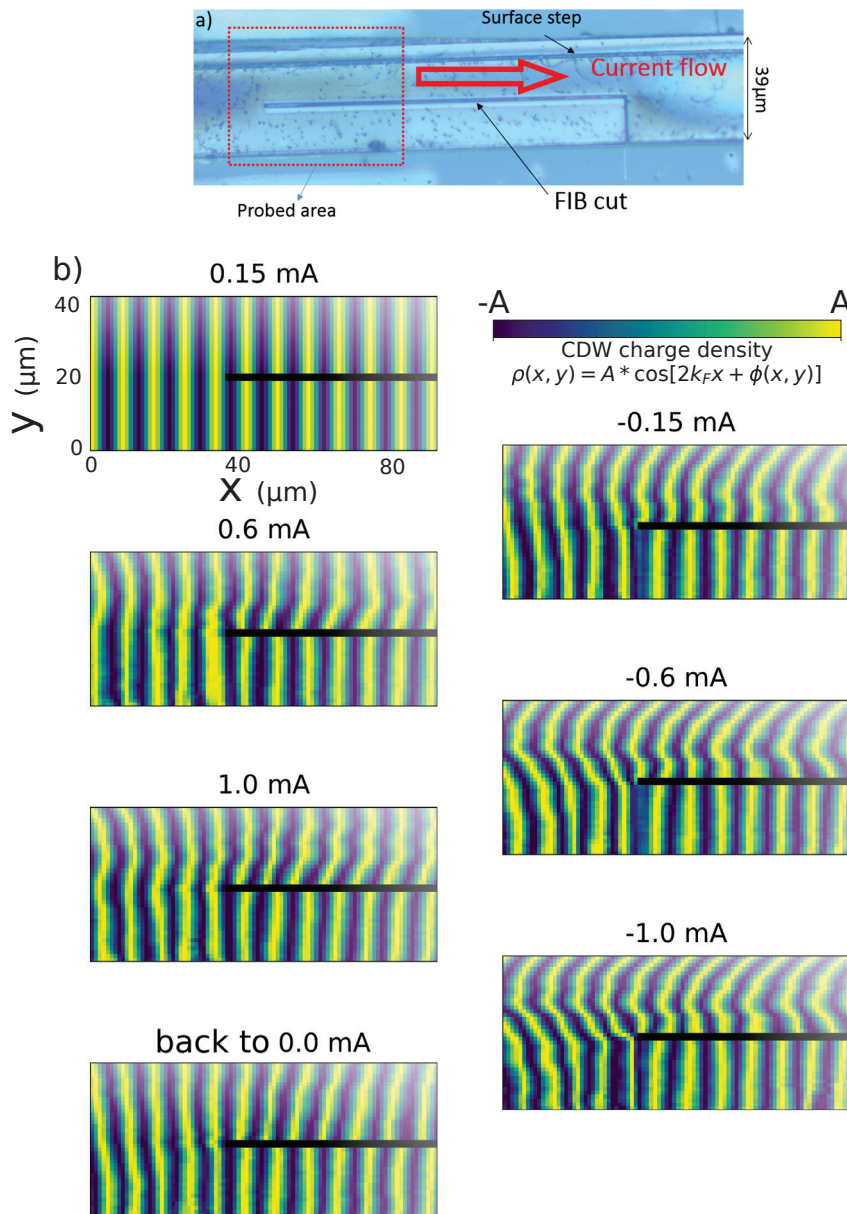 a)
Surface step
Current flow
39μm
Probed area
FIB cut
b)
0.15 mA
40
20
0
y (μm)
0
40
80
x (μm)
-A
A
CDW charge density
ρ(x, y) = A* cos[2k_Fx + ϕ(x, y)]
-0.15 mA
0.6 mA
-0.6 mA
1.0 mA
-1.0 mA
back to 0.0 mA